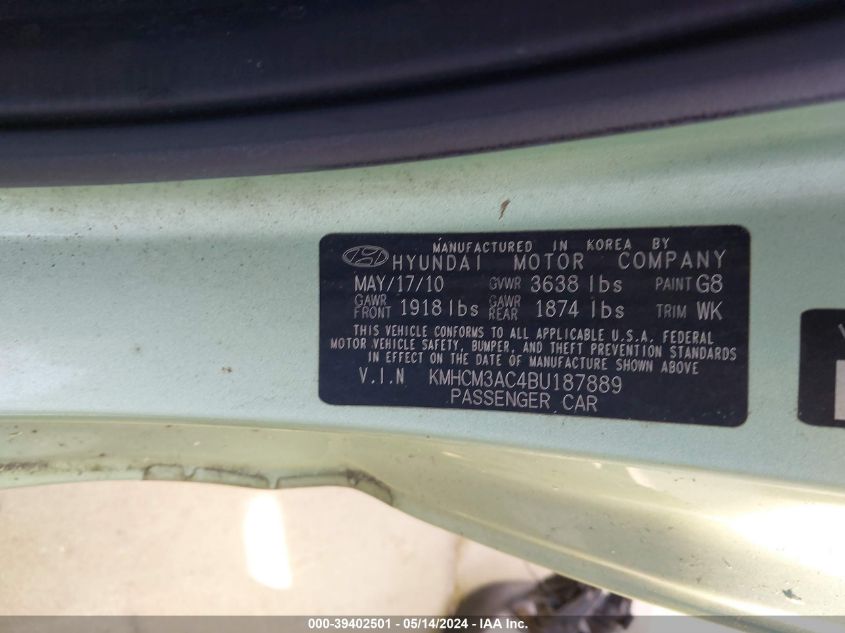 MANUFACTURED IN KOREA BY
HYUNDAI MOTOR COMPANY
MAY/17/10 GVWR 3638 lbs PAINT G8
GAWR FRONT 1918 lbs GAWR REAR 1874 lbs TRIM WK
THIS VEHICLE CONFORMS TO ALL APPLICABLE U.S.A. FEDERAL
MOTOR VEHICLE SAFETY, BUMPER, AND THEFT PREVENTION STANDARDS
IN EFFECT ON THE DATE OF MANUFACTURE SHOWN ABOVE
V.I.N KMHCM3AC4BU187889
PASSENGER CAR
000-39402501 - 05/14/2024 - IAA Inc.